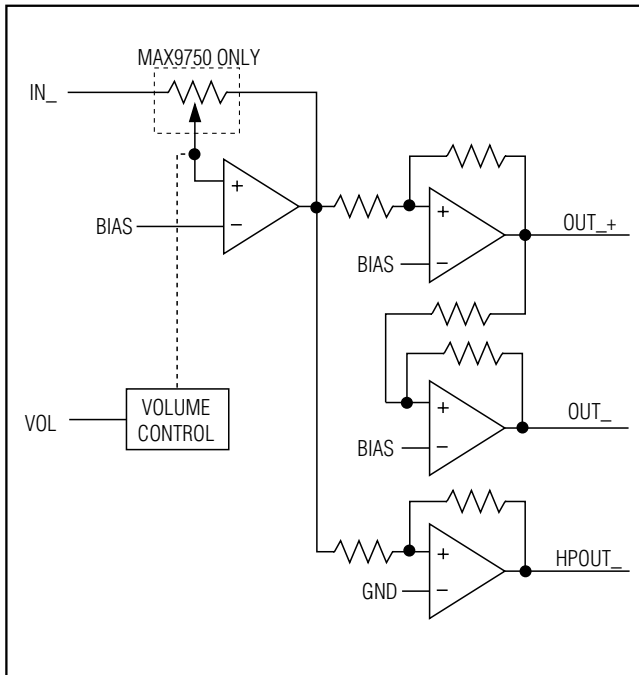 MAX9750 ONLY
IN_
+
−
BIAS
+
−
BIAS
OUT_+
VOL
VOLUME
CONTROL
+
−
BIAS
OUT_
+
−
GND
HPOUT_